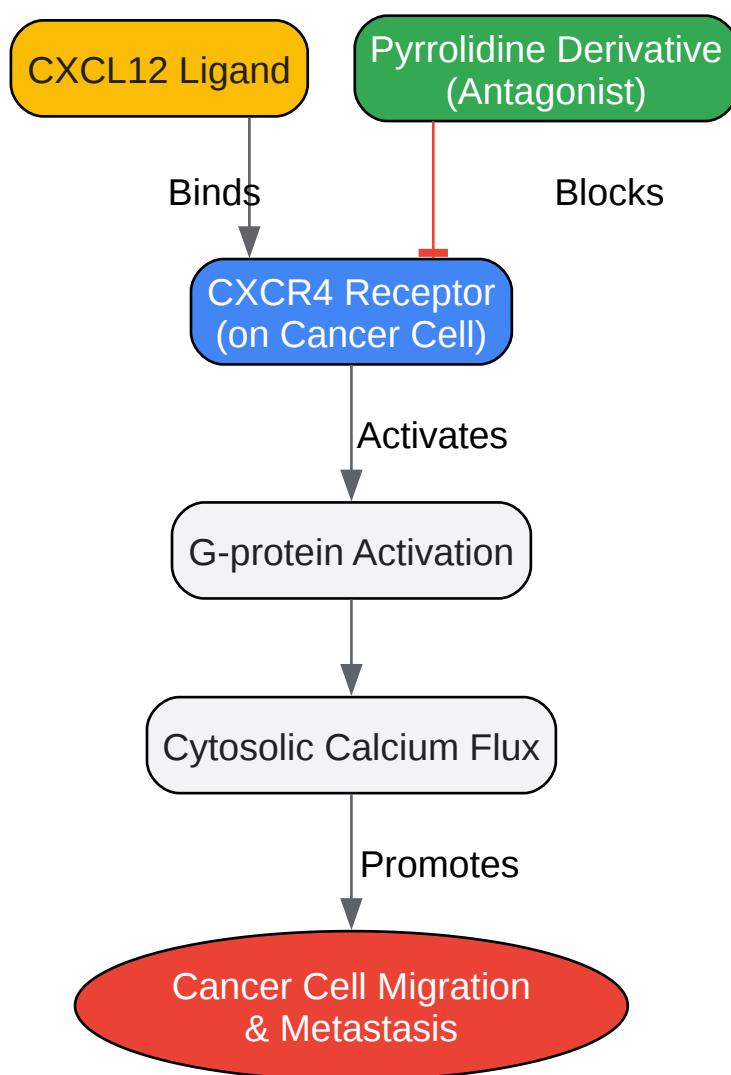 CXCL12 Ligand
Pyrrolidine Derivative
(Antagonist)
Binds
Blocks
CXCR4 Receptor
(on Cancer Cell)
Activates
G-protein Activation
Cytosolic Calcium Flux
Promotes
Cancer Cell Migration
& Metastasis